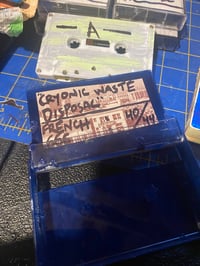 A
CRYONIC WASTE
DISPOSAL!
FRENCH
40/44